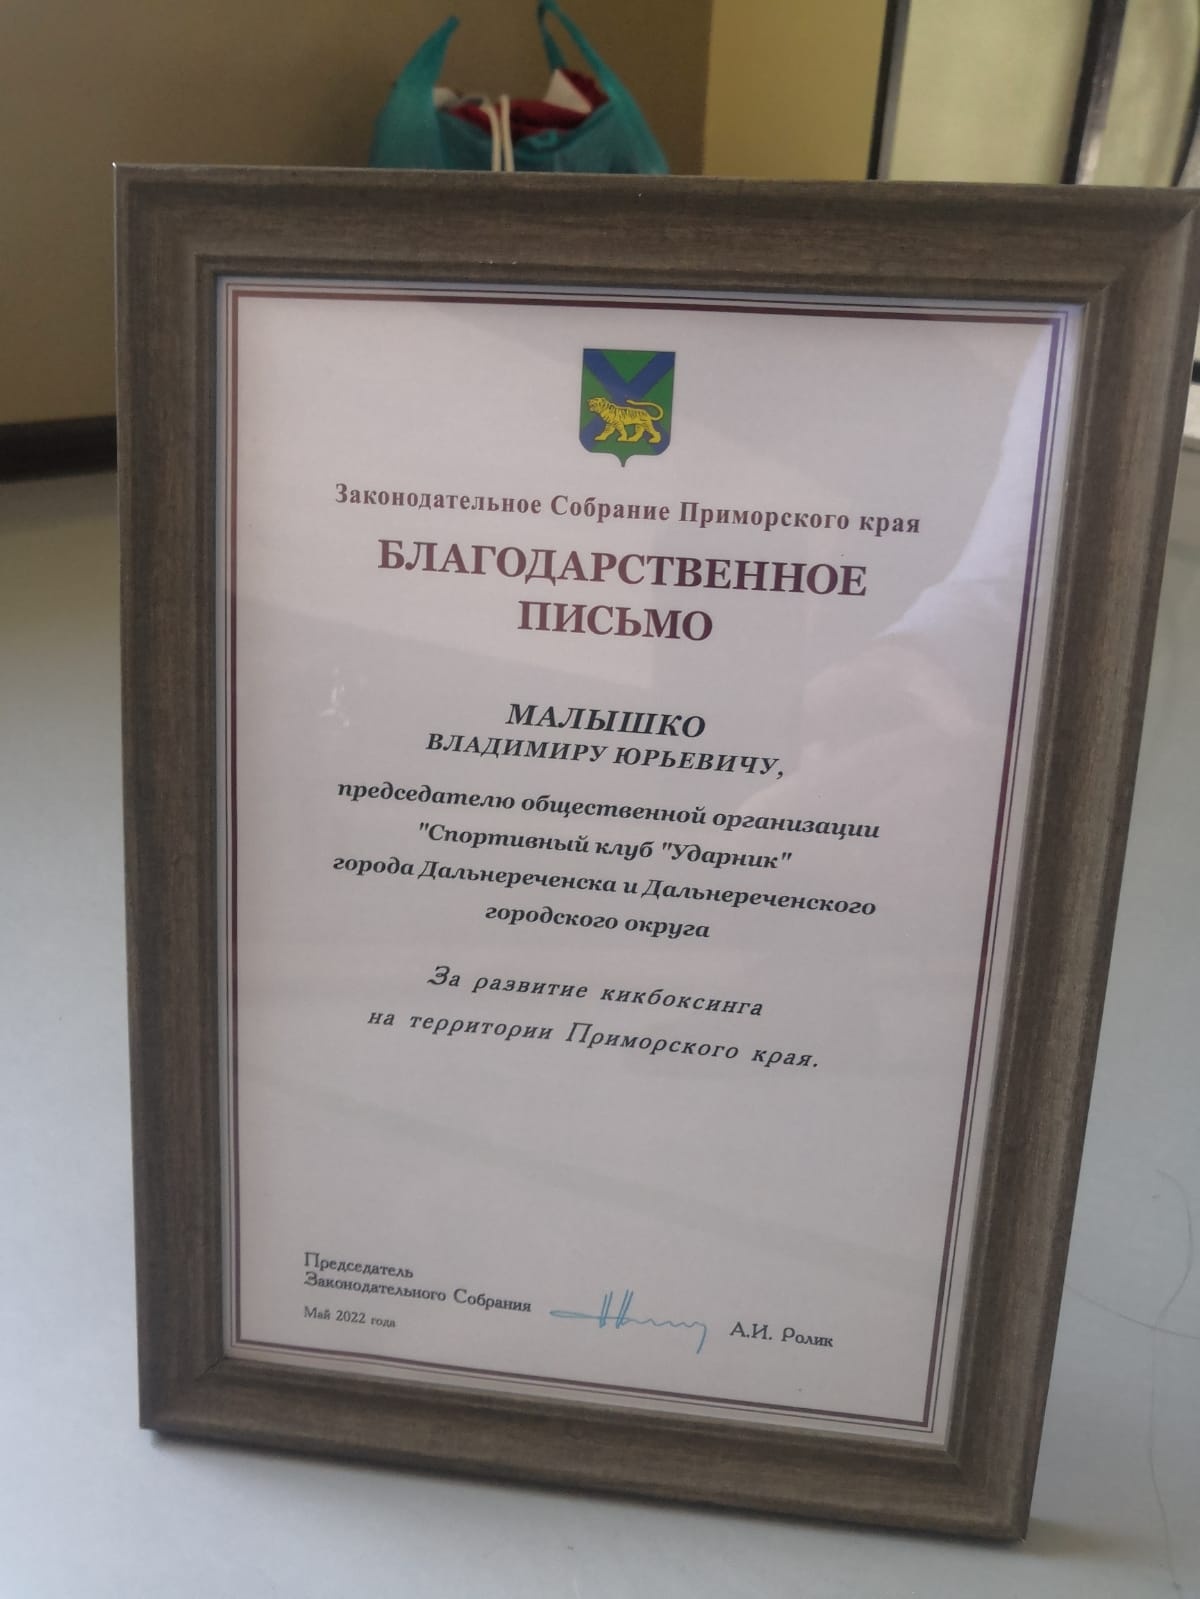 Законодательное Собрание Приморского края
БЛАГОДАРСТВЕННОЕ
ПИСЬМО
МАЛЫШКО
ВЛАДИМИРУ ЮРЬЕВИЧУ,
председателю общественной организации
"Спортивный клуб "Ударник"
города Дальнереченска и Дальнереченского
городского округа
За развитие кикбоксинга
на территории Приморского края.
Председатель
Законодательного Собрания
А.И. Ролик
Май 2022 года